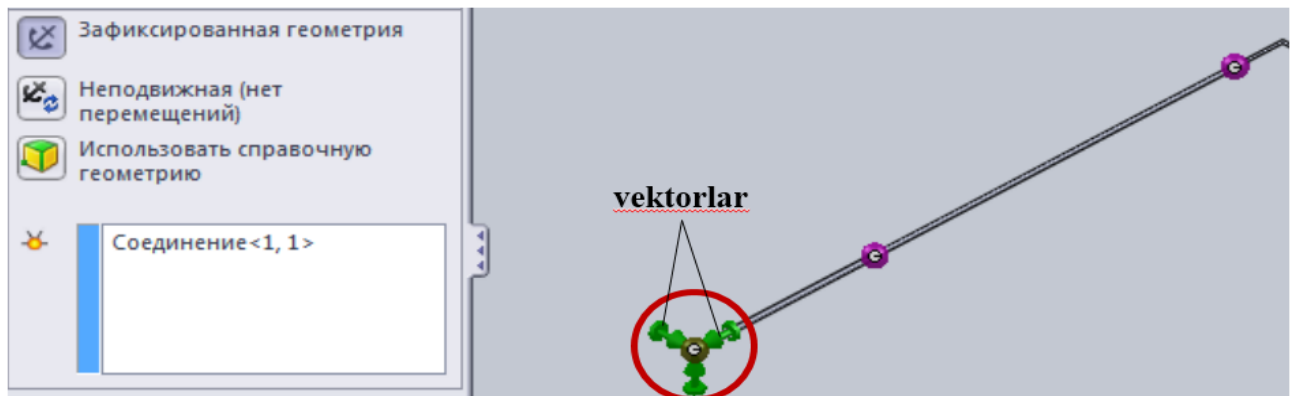 Зафиксированная геометрия
Неподвижная (нет
перемещений)
Использовать справочную
геометрию
Соединение<1, 1>
vektorlar